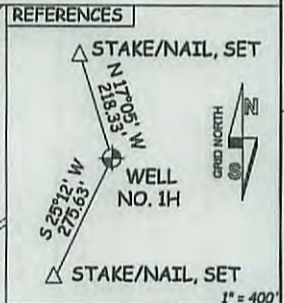 REFERENCES
STAKE/NAIL, SET
N 17°05' W
218.33'
GRID NORTH
N
S
WELL
NO. 1H
S 25°12' W
275.63'
STAKE/NAIL, SET
1" = 400'